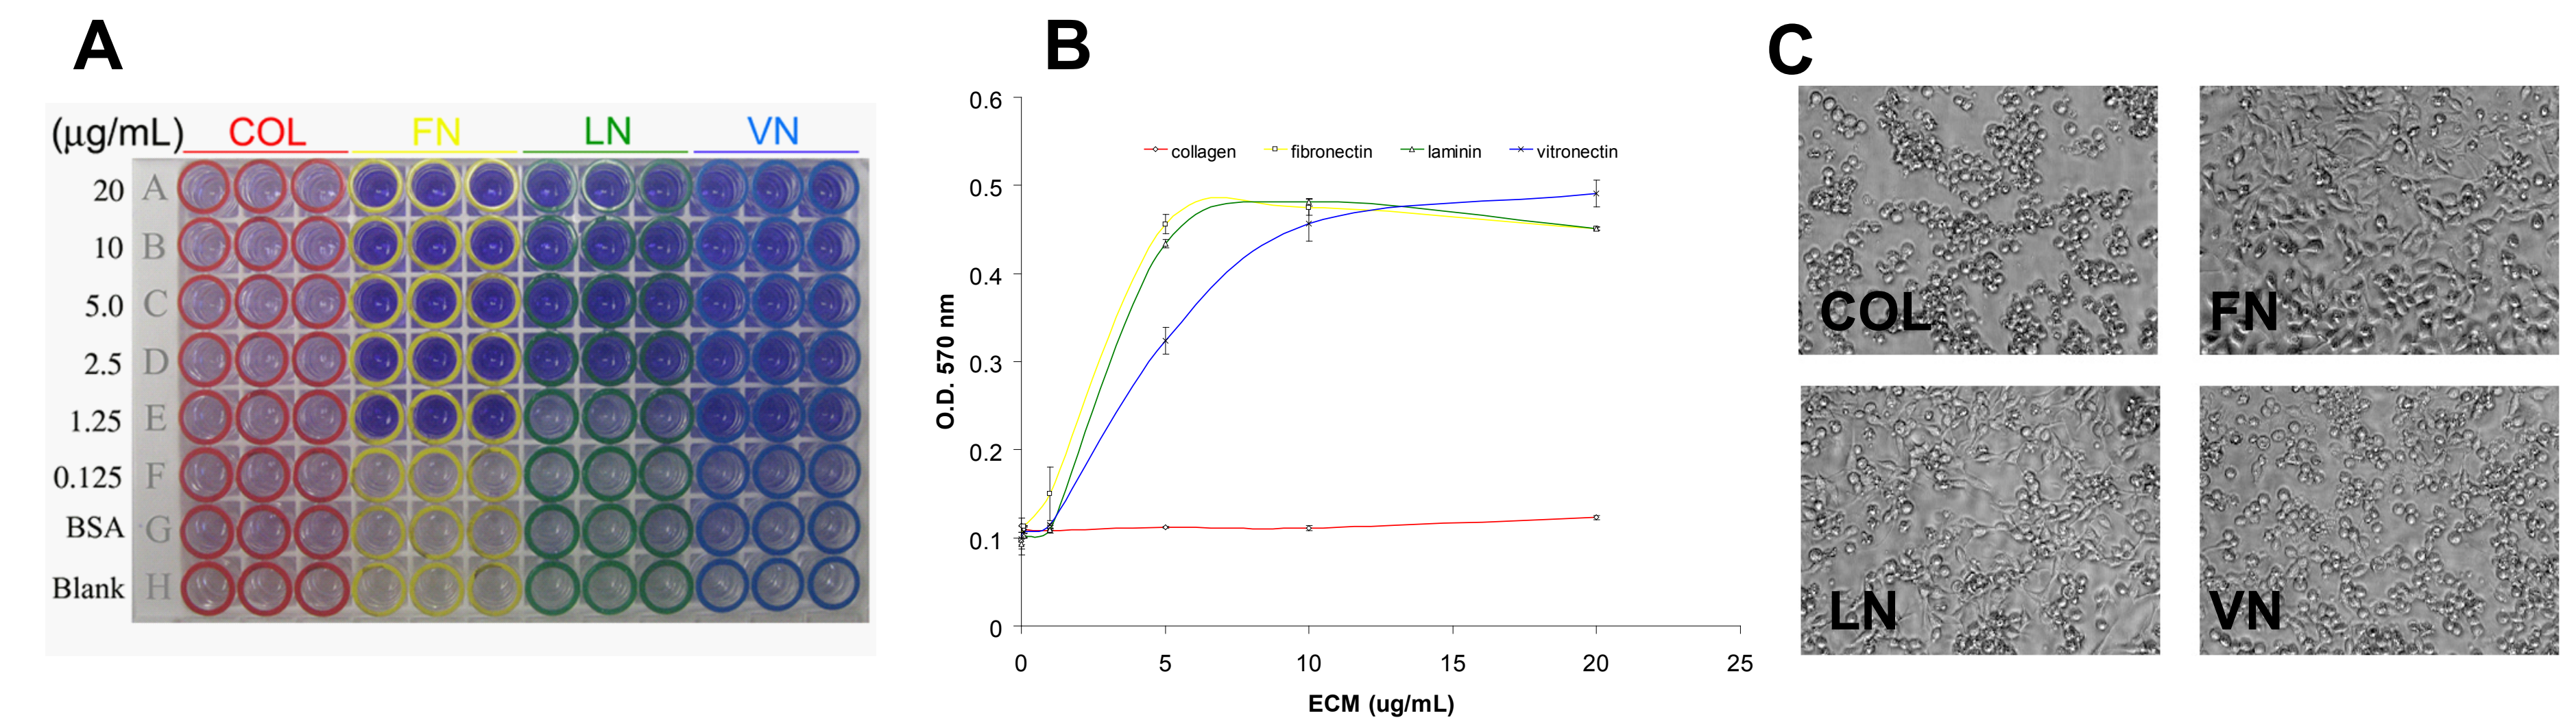 A
(µg/mL) COL FN LN VN
20 A
10 B
5.0 C
2.5 D
1.25 E
0.125 F
BSA G
Blank H
B
0.6
0.5
0.4
0.3
0.2
0.1
0
collagen fibronectin laminin vitronectin
O.D. 570 nm
0 5 10 15 20 25
ECM (ug/mL)
C
COL FN
LN VN